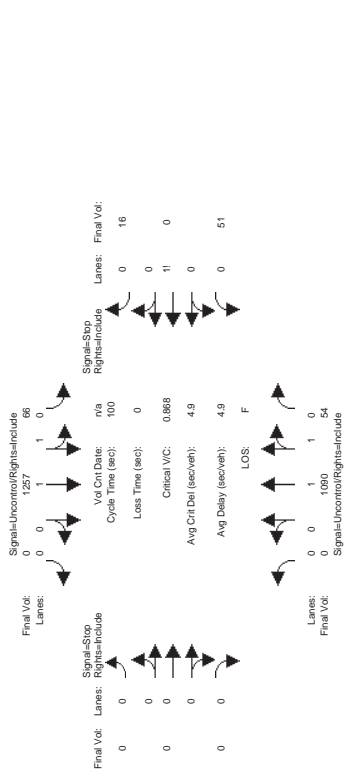 Signal=Uncontrol/Rights=Include
Final Vol: 0 1257 66
Lanes: 0 0 1 1 0
Signal=Stop
Rights=Include
Final Vol: Lanes:
0 0
0
0 0
0
0 0
Vol Cnt Date: n/a
Cycle Time (sec): 100
Loss Time (sec): 0
Critical V/C: 0.868
Avg Crit Del (sec/veh): 4.9
Avg Delay (sec/veh): 4.9
LOS: F
Signal=Stop
Rights=Include
Lanes: Final Vol:
0 16
0
1! 0
0
0 51
Lanes: 0 0 1 1 0
Final Vol: 0 1090 54
Signal=Uncontrol/Rights=Include